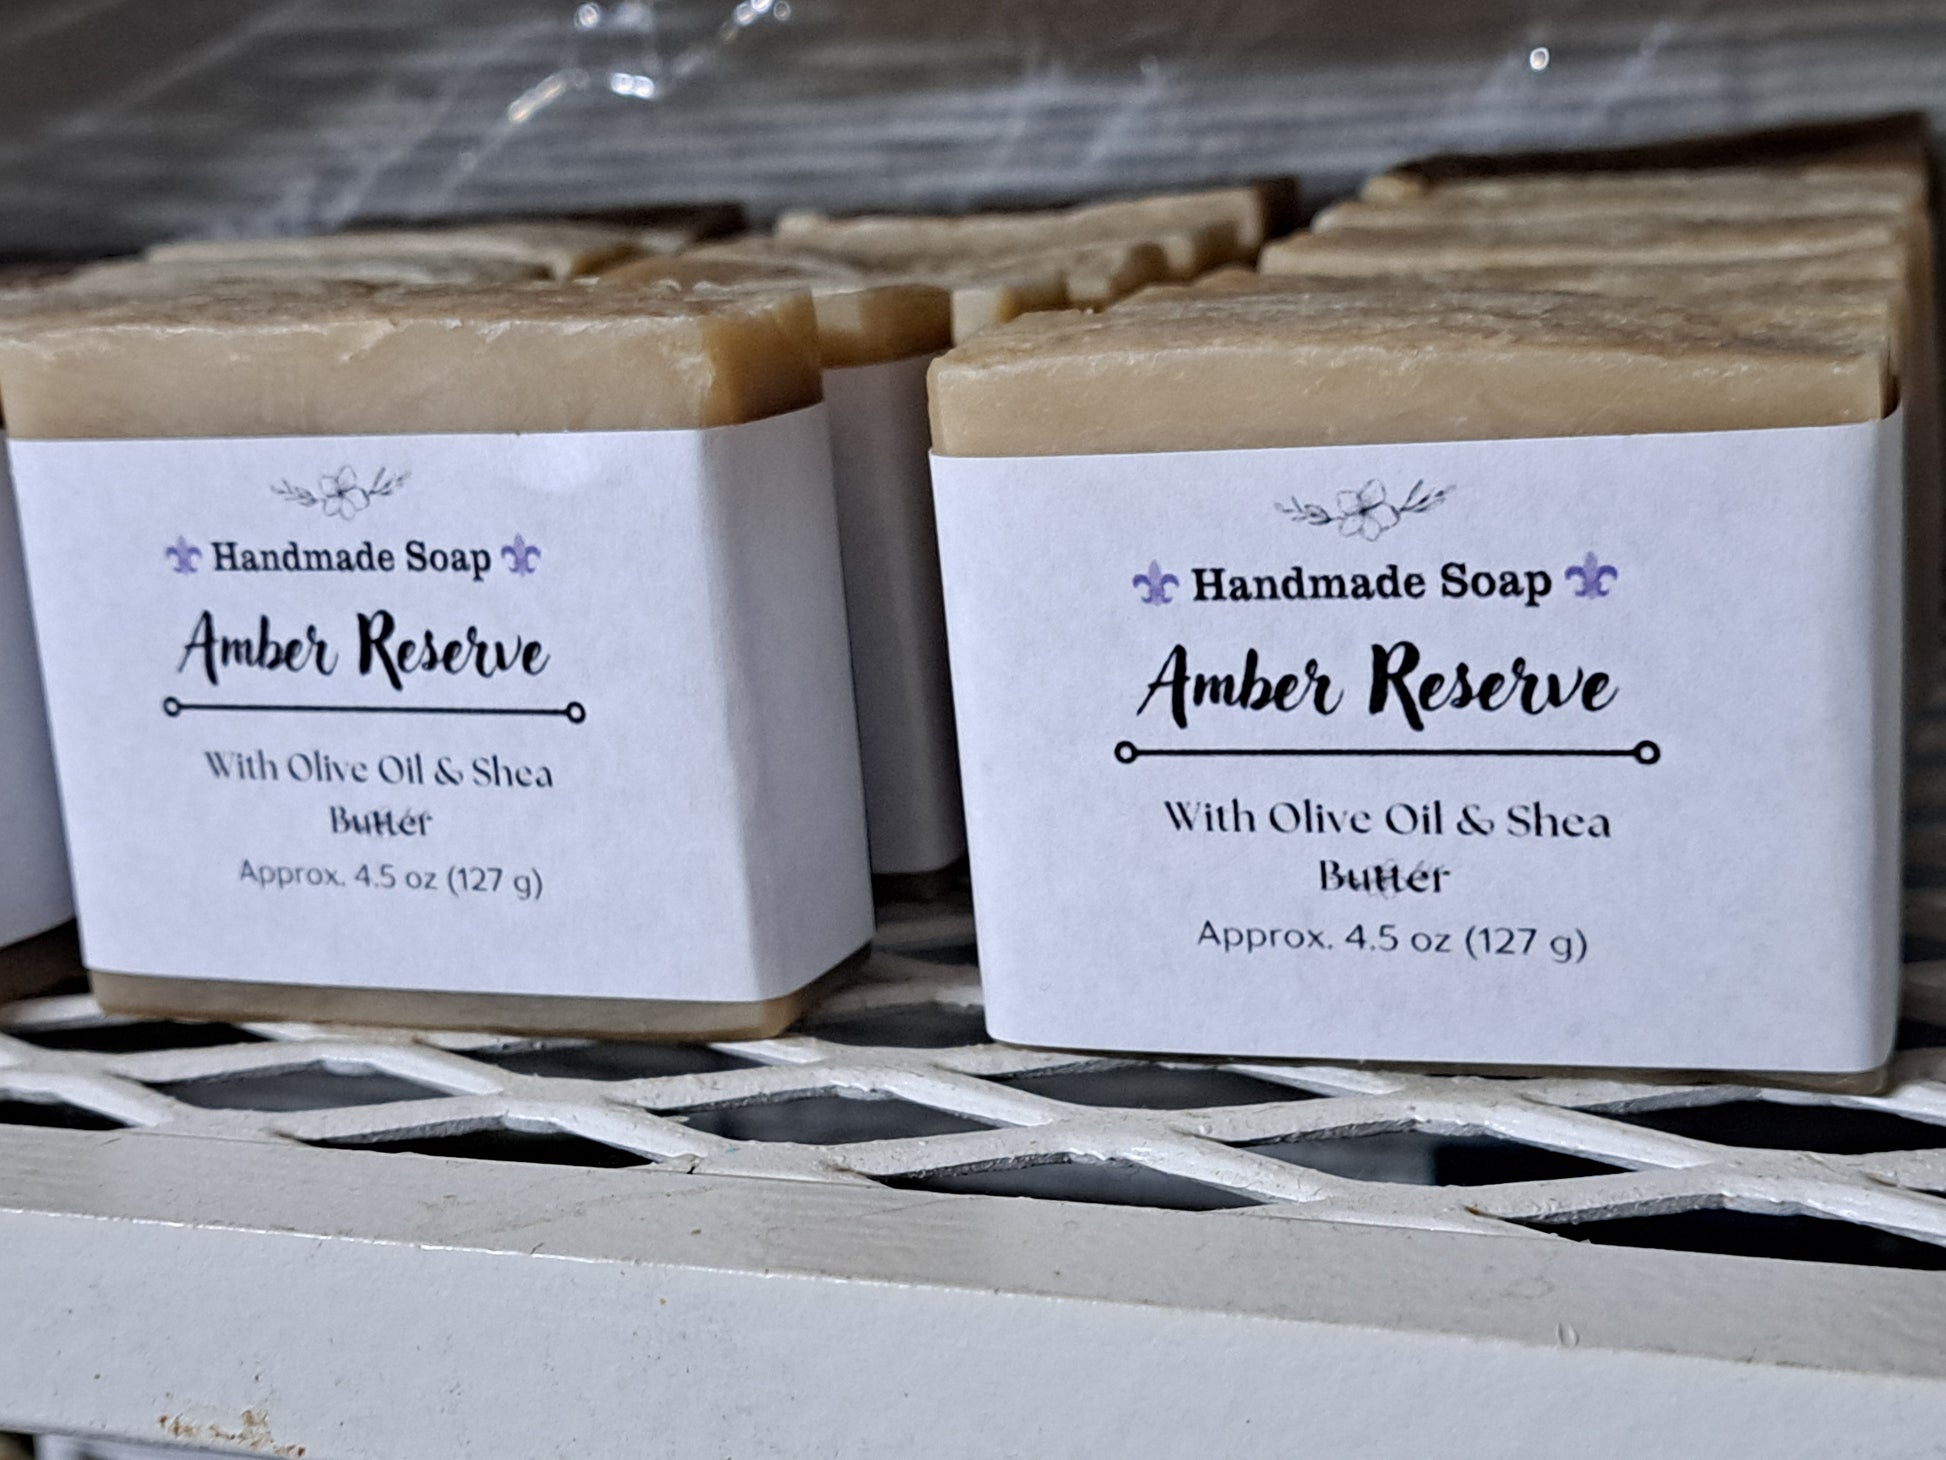 Handmade Soap
Amber Reserve
With Olive Oil & Shea
Butter
Approx. 4.5 oz (127 g)
Handmade Soap
Amber Reserve
With Olive Oil & Shea
Butter
Approx. 4.5 oz (127 g)